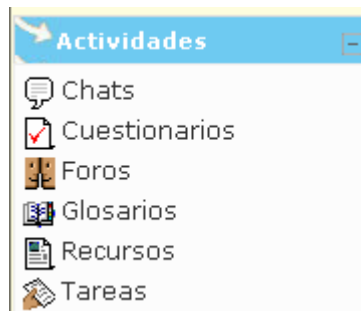 Actividades
Chats
Cuestionarios
Foros
Glosarios
Recursos
Tareas